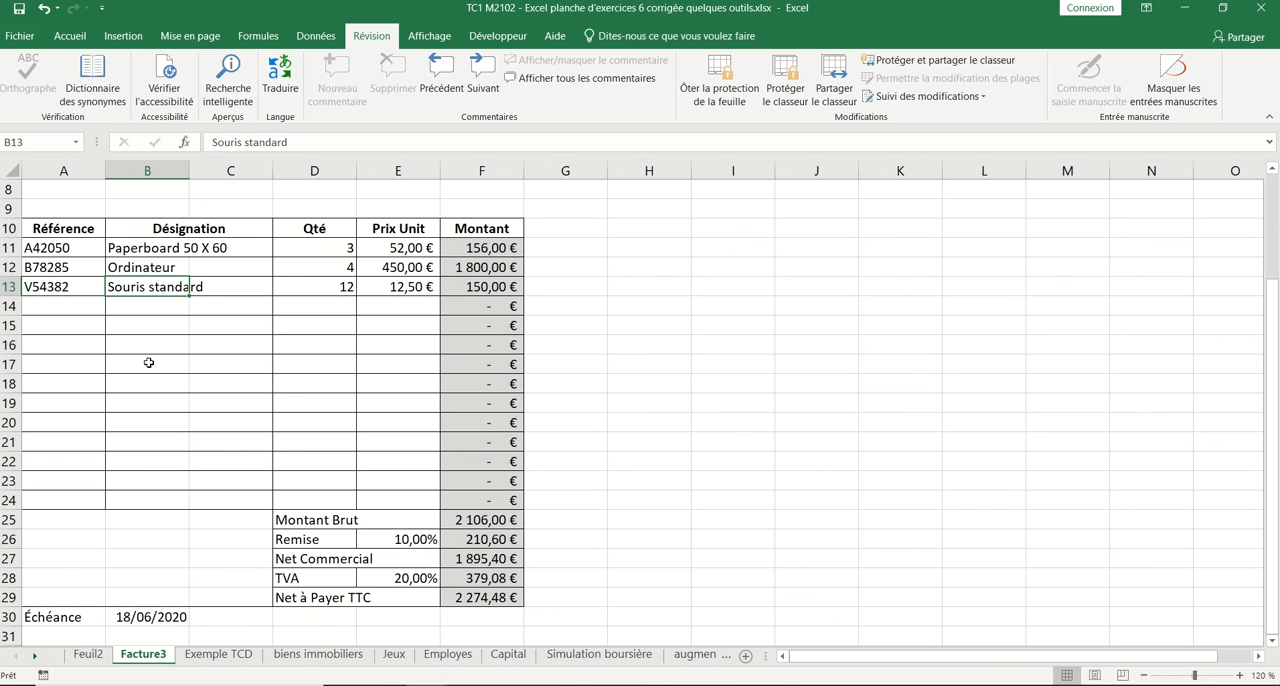 TC1 M2102 - Excel planche d'exercices 6 corrigée quelques outils.xlsx - Excel
Connexion
Fichier Accueil Insertion Mise en page Formules Données Révision Affichage Développeur Aide Dites-nous ce que vous voulez faire Partager
ABC
Orthographe
Dictionnaire des synonymes
Vérification
Vérifier l'accessibilité
Accessibilité
Recherche intelligente
Aperçus
Traduire
Langue
Nouveau commentaire
Supprimer
Précédent
Suivant
Afficher/masquer le commentaire
Afficher tous les commentaires
Commentaires
Ôter la protection de la feuille
Protéger le classeur
Partager le classeur
Protéger et partager le classeur
Permettre la modification des plages
Suivi des modifications
Modifications
Commencer la saisie manuscrite
Masquer les entrées manuscrites
Entrée manuscrite
B13 fx Souris standard
A B C D E F G H I J K L M N O
8
9
10 Référence Désignation Qté Prix Unit Montant
11 A42050 Paperboard 50 X 60 3 52,00 € 156,00 €
12 B78285 Ordinateur 4 450,00 € 1 800,00 €
13 V54382 Souris standard 12 12,50 € 150,00 €
14 - €
15 - €
16 - €
17 - €
18 - €
19 - €
20 - €
21 - €
22 - €
23 - €
24 - €
25 Montant Brut 2 106,00 €
26 Remise 10,00% 210,60 €
27 Net Commercial 1 895,40 €
28 TVA 20,00% 379,08 €
29 Net à Payer TTC 2 274,48 €
30 Échéance 18/06/2020
31
Feuil2 Facture3 Exemple TCD biens immobiliers Jeux Employes Capital Simulation boursière augmen ...
Prêt 120 %